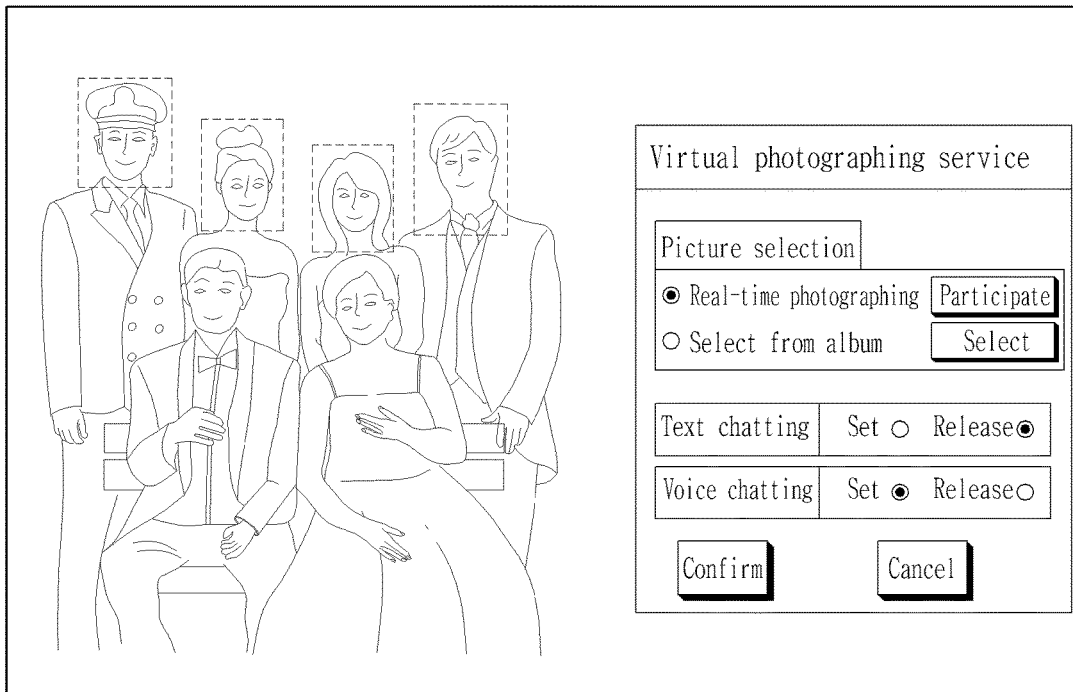 Virtual photographing service
Picture selection
Real-time photographing Participate
Select from album Select
Text chatting Set Release
Voice chatting Set Release
Confirm Cancel